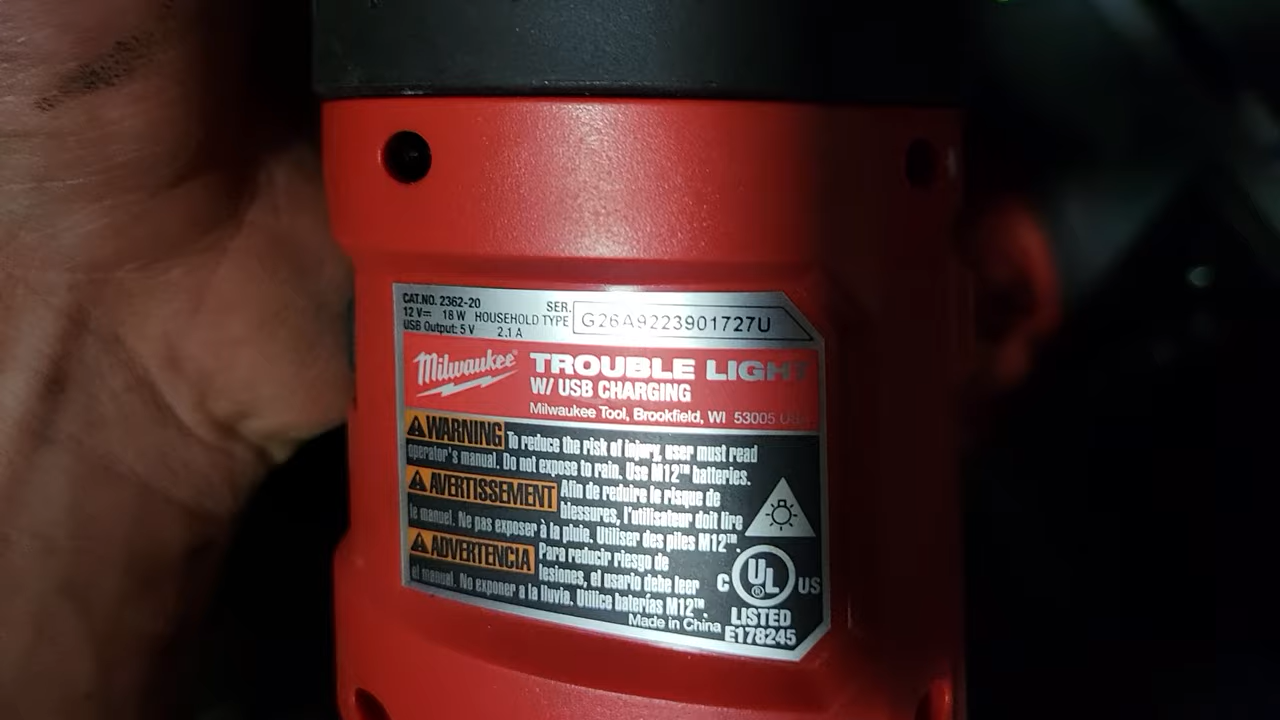 CAT.NO. 2362-20
12 V⎓ 18 W HOUSEHOLD TYPE
USB Output: 5 V 2.1 A
SER. G26A9223901727U
Milwaukee®
TROUBLE LIGHT
W/ USB CHARGING
Milwaukee Tool, Brookfield, WI 53005 USA
WARNING To reduce the risk of injury, user must read
operator's manual. Do not expose to rain. Use M12™ batteries.
AVERTISSEMENT Afin de reduire le risque de
blessures, l'utilisateur doit lire
le manuel. Ne pas exposer à la pluie. Utiliser des piles M12™.
ADVERTENCIA Para reducir riesgo de
lesiones, el usario debe leer
el manual. No exponer a la lluvia. Utilice baterías M12™.
Made in China
C UL® US
LISTED
E178245